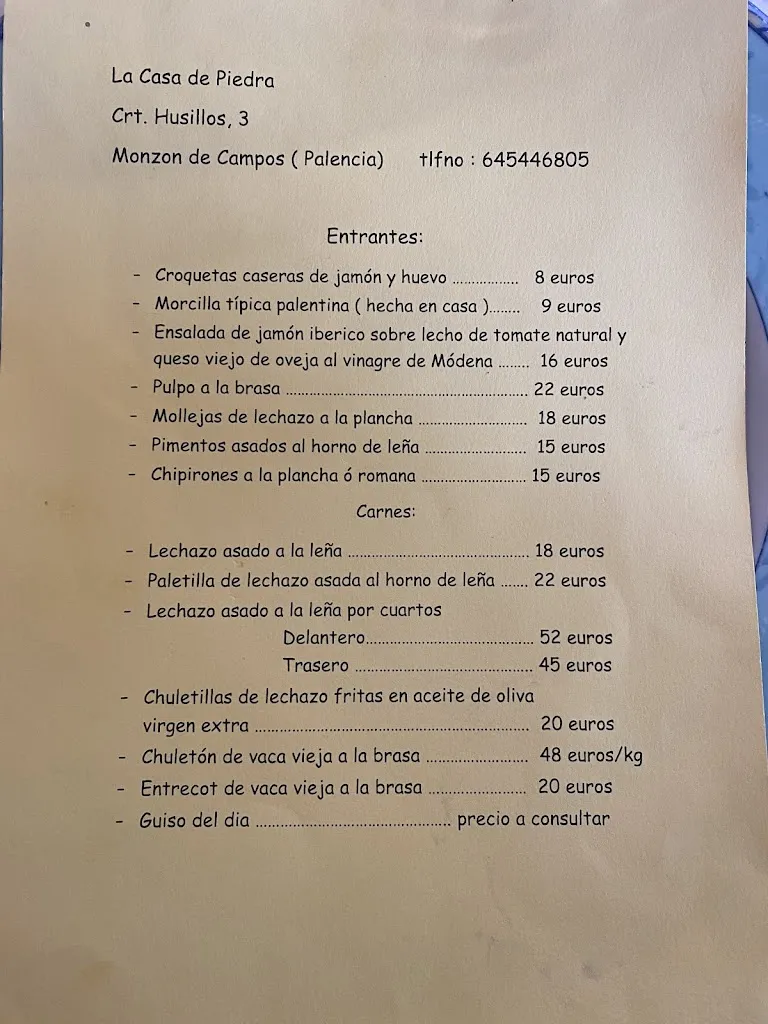 La Casa de Piedra
Crt. Husillos, 3
Monzon de Campos ( Palencia) tlfno : 645446805
Entrantes:
- Croquetas caseras de jamón y huevo ................ 8 euros
- Morcilla típica palentina ( hecha en casa )........ 9 euros
- Ensalada de jamón iberico sobre lecho de tomate natural y
queso viejo de oveja al vinagre de Módena ........ 16 euros
- Pulpo a la brasa ............................................................ 22 euros
- Mollejas de lechazo a la plancha ........................... 18 euros
- Pimentos asados al horno de leña ......................... 15 euros
- Chipirones a la plancha ó romana .......................... 15 euros
Carnes:
- Lechazo asado a la leña ............................................. 18 euros
- Paletilla de lechazo asada al horno de leña ....... 22 euros
- Lechazo asado a la leña por cuartos
Delantero.......................................... 52 euros
Trasero ............................................ 45 euros
- Chuletillas de lechazo fritas en aceite de oliva
virgen extra .................................................................... 20 euros
- Chuletón de vaca vieja a la brasa ......................... 48 euros/kg
- Entrecot de vaca vieja a la brasa ........................ 20 euros
- Guiso del dia ................................................ precio a consultar